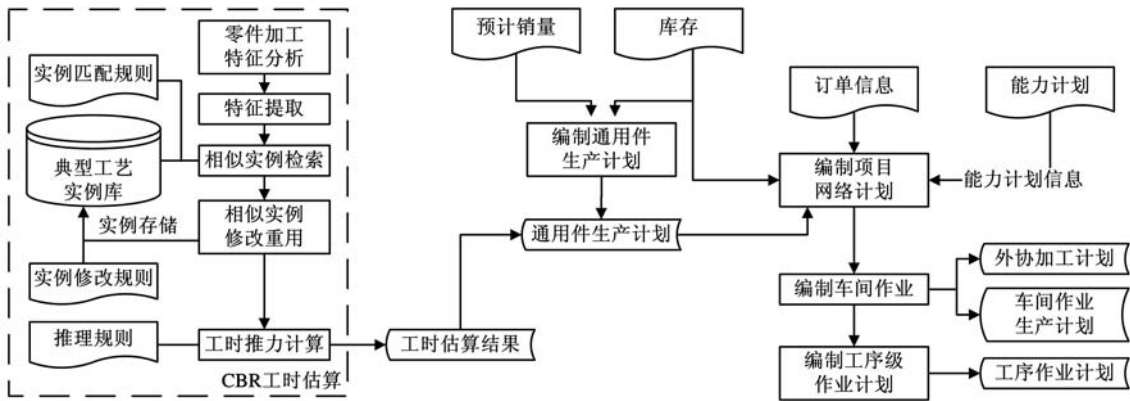 零件加工
特征分析
实例匹配规则
特征提取
典型工艺
实例库
相似实例检索
实例存储
相似实例
修改重用
实例修改规则
推理规则
工时推力计算
CBR工时估算
工时估算结果
预计销量
库存
编制通用件
生产计划
通用件生产计划
订单信息
能力计划
编制项目
网络计划
能力计划信息
编制车间作业
外协加工计划
车间作业
生产计划
编制工序级
作业计划
工序作业计划